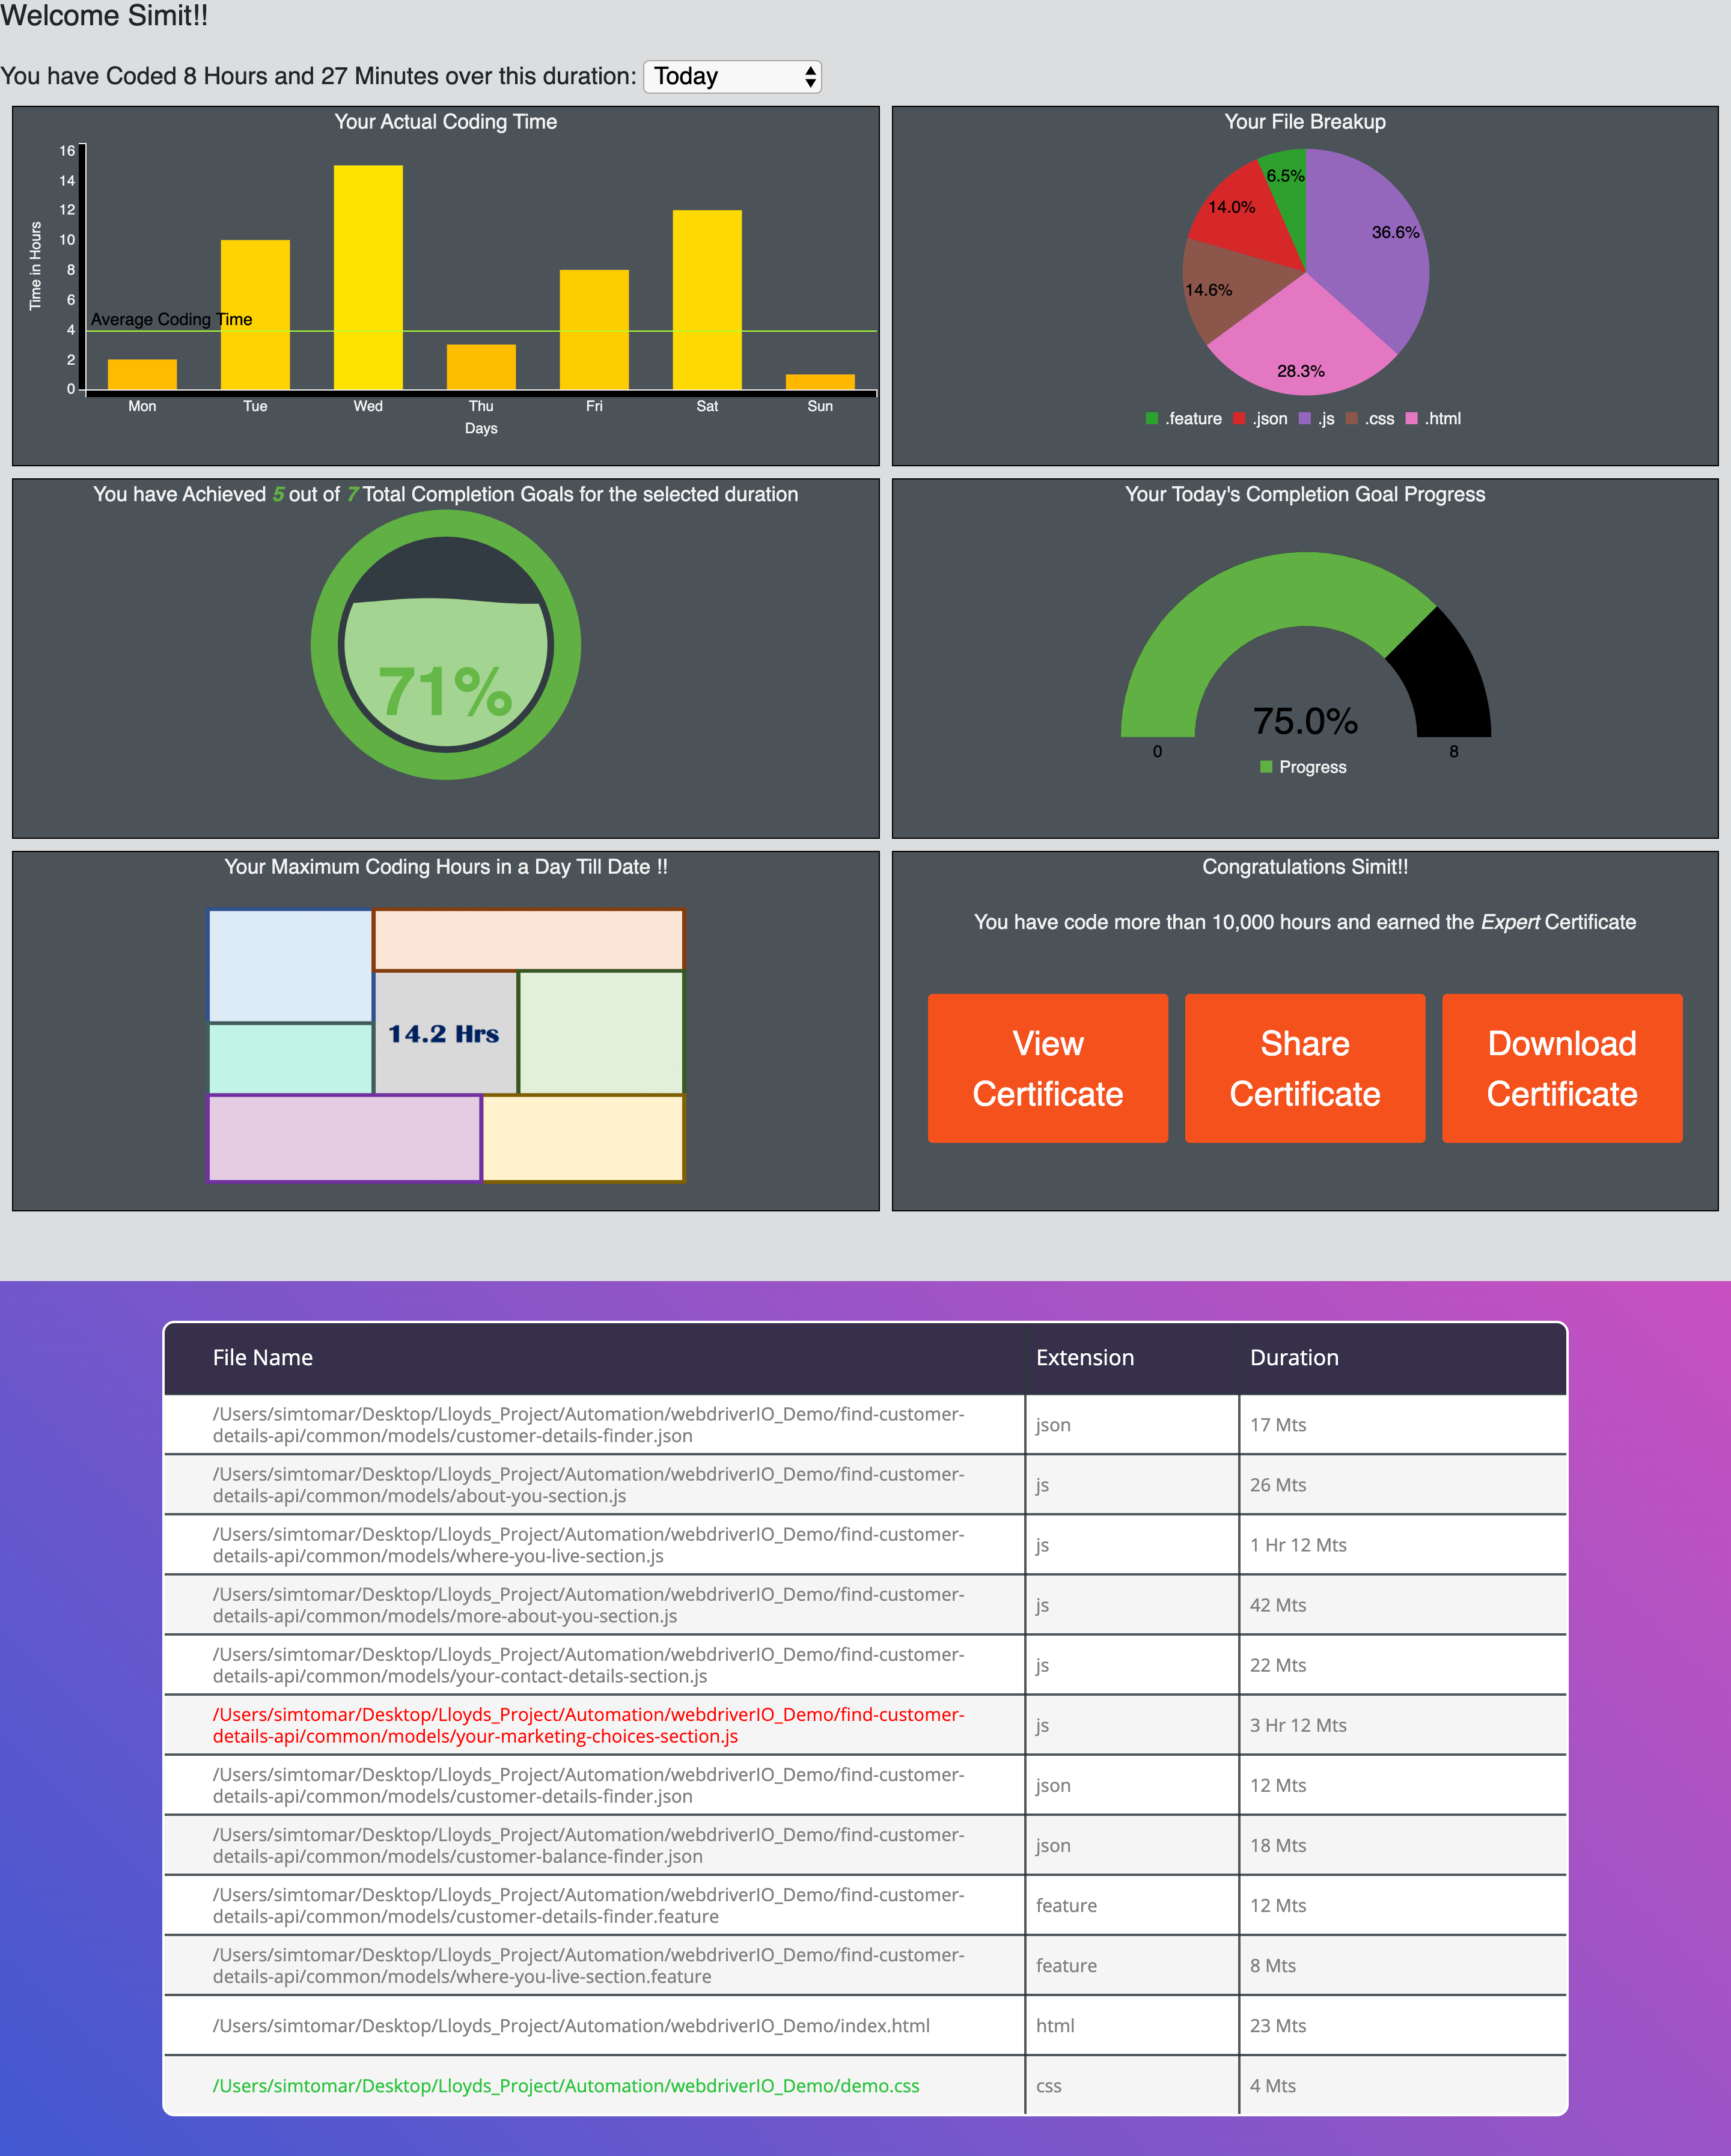 Welcome Simit!!
You have Coded 8 Hours and 27 Minutes over this duration: Today
Your Actual Coding Time
Time in Hours
16
14
12
10
8
6
4
2
0
Average Coding Time
Mon Tue Wed Thu Fri Sat Sun
Days
Your File Breakup
6.5%
14.0%
36.6%
14.6%
28.3%
.feature .json .js .css .html
You have Achieved 5 out of 7 Total Completion Goals for the selected duration
71%
Your Today's Completion Goal Progress
75.0%
0 8
Progress
Your Maximum Coding Hours in a Day Till Date !!
14.2 Hrs
Congratulations Simit!!
You have code more than 10,000 hours and earned the Expert Certificate
View
Certificate
Share
Certificate
Download
Certificate
File Name Extension Duration
/Users/simtomar/Desktop/Lloyds_Project/Automation/webdriverIO_Demo/find-customer-
details-api/common/models/customer-details-finder.json
json 17 Mts
/Users/simtomar/Desktop/Lloyds_Project/Automation/webdriverIO_Demo/find-customer-
details-api/common/models/about-you-section.js
js 26 Mts
/Users/simtomar/Desktop/Lloyds_Project/Automation/webdriverIO_Demo/find-customer-
details-api/common/models/where-you-live-section.js
js 1 Hr 12 Mts
/Users/simtomar/Desktop/Lloyds_Project/Automation/webdriverIO_Demo/find-customer-
details-api/common/models/more-about-you-section.js
js 42 Mts
/Users/simtomar/Desktop/Lloyds_Project/Automation/webdriverIO_Demo/find-customer-
details-api/common/models/your-contact-details-section.js
js 22 Mts
/Users/simtomar/Desktop/Lloyds_Project/Automation/webdriverIO_Demo/find-customer-
details-api/common/models/your-marketing-choices-section.js
js 3 Hr 12 Mts
/Users/simtomar/Desktop/Lloyds_Project/Automation/webdriverIO_Demo/find-customer-
details-api/common/models/customer-details-finder.json
json 12 Mts
/Users/simtomar/Desktop/Lloyds_Project/Automation/webdriverIO_Demo/find-customer-
details-api/common/models/customer-balance-finder.json
json 18 Mts
/Users/simtomar/Desktop/Lloyds_Project/Automation/webdriverIO_Demo/find-customer-
details-api/common/models/customer-details-finder.feature
feature 12 Mts
/Users/simtomar/Desktop/Lloyds_Project/Automation/webdriverIO_Demo/find-customer-
details-api/common/models/where-you-live-section.feature
feature 8 Mts
/Users/simtomar/Desktop/Lloyds_Project/Automation/webdriverIO_Demo/index.html html 23 Mts
/Users/simtomar/Desktop/Lloyds_Project/Automation/webdriverIO_Demo/demo.css css 4 Mts